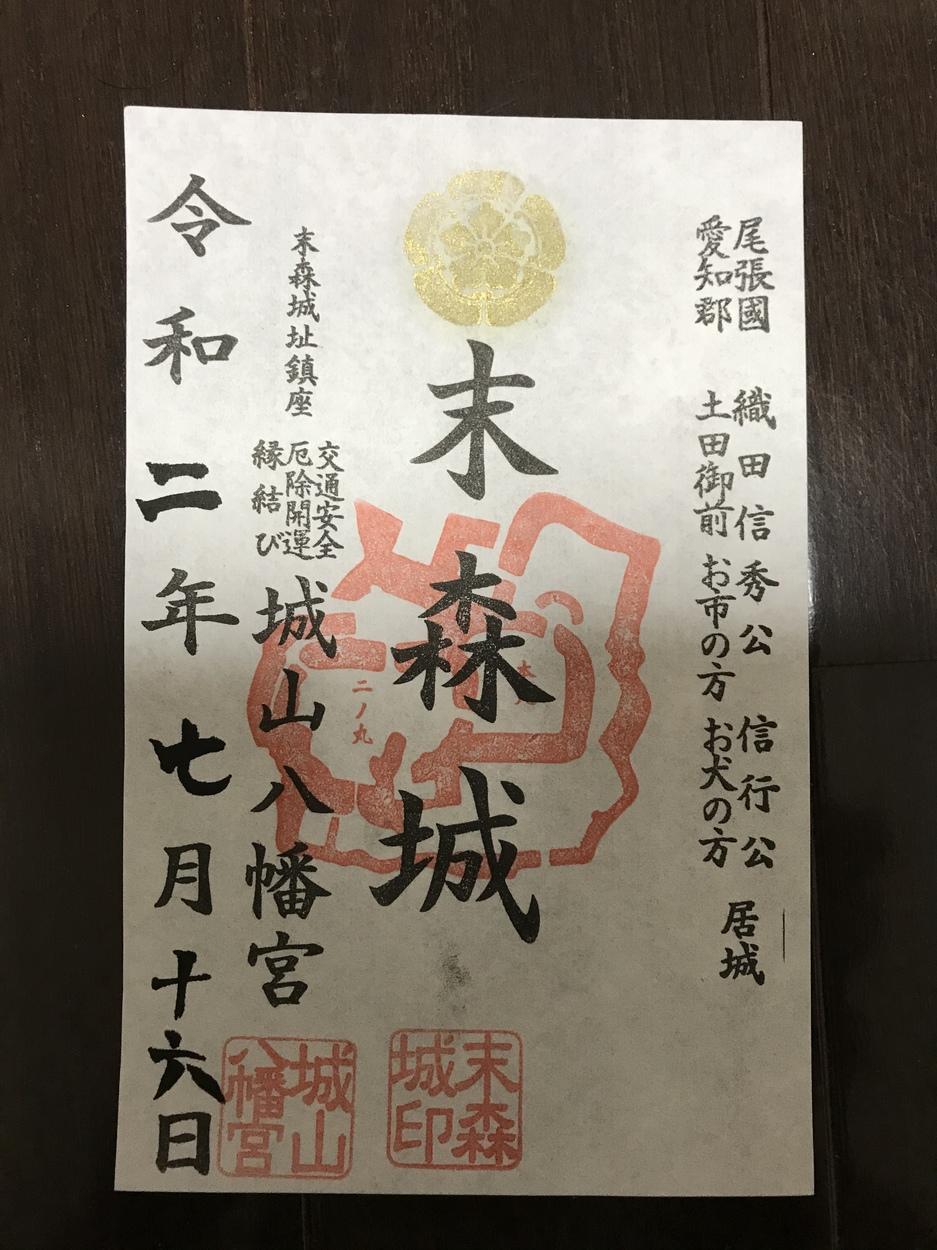 尾張國
愛知郡
織田信秀公 信行公
土田御前 お市の方 お犬の方
居城
末森城
二ノ丸
末森城址鎮座
交通安全
厄除開運
縁結び
城山八幡宮
令和二年七月十六日
末森
城印
城山
八幡宮